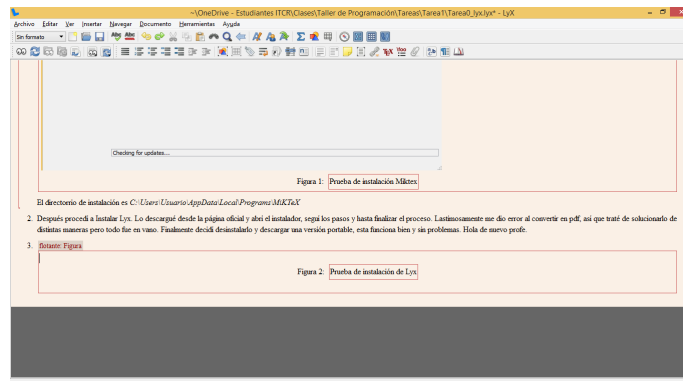 ~\OneDrive - Estudiantes ITCR\Clases\Taller de Programación\Tareas\Tarea1\Tarea0_lyx.lyx* - LyX
Archivo Editar Ver Insertar Navegar Documento Herramientas Ayuda
Sin formato
Checking for updates...
Figura 1: Prueba de instalación Miktex
El directorrio de instalación es C:\Users\Usuario\AppData\Local\Programs\MiKTeX
2. Después procedí a Instalar Lyx. Lo descargué desde la página oficial y abri el instalador, seguí los pasos y hasta finalizar el proceso. Lastimosamente me dio error al convertir en pdf, así que traté de solucionarlo de
distintas maneras pero todo fue en vano. Finalmente decidi desinstalarlo y descargar una versión portable, esta funciona bien y sin problemas. Hola de nuevo profe.
3. flotante: Figura
Figura 2: Prueba de instalación de Lyx